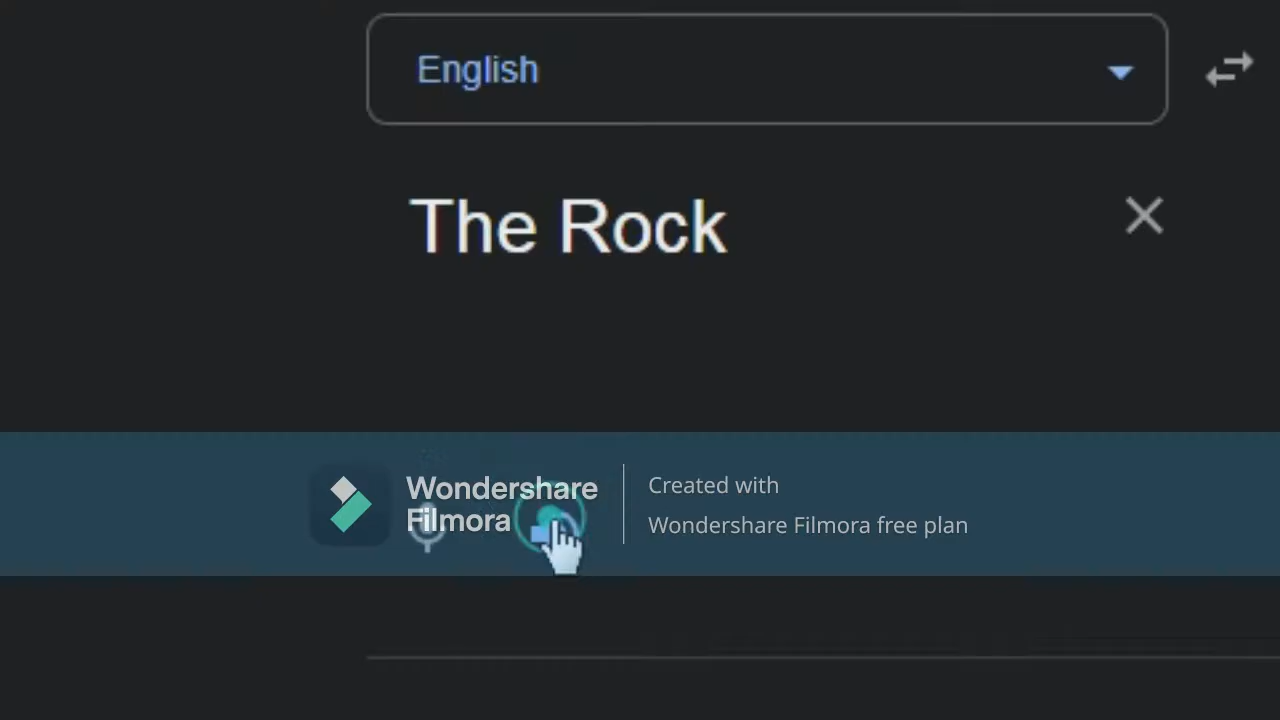 English
The Rock
Wondershare
Filmora
Created with
Wondershare Filmora free plan